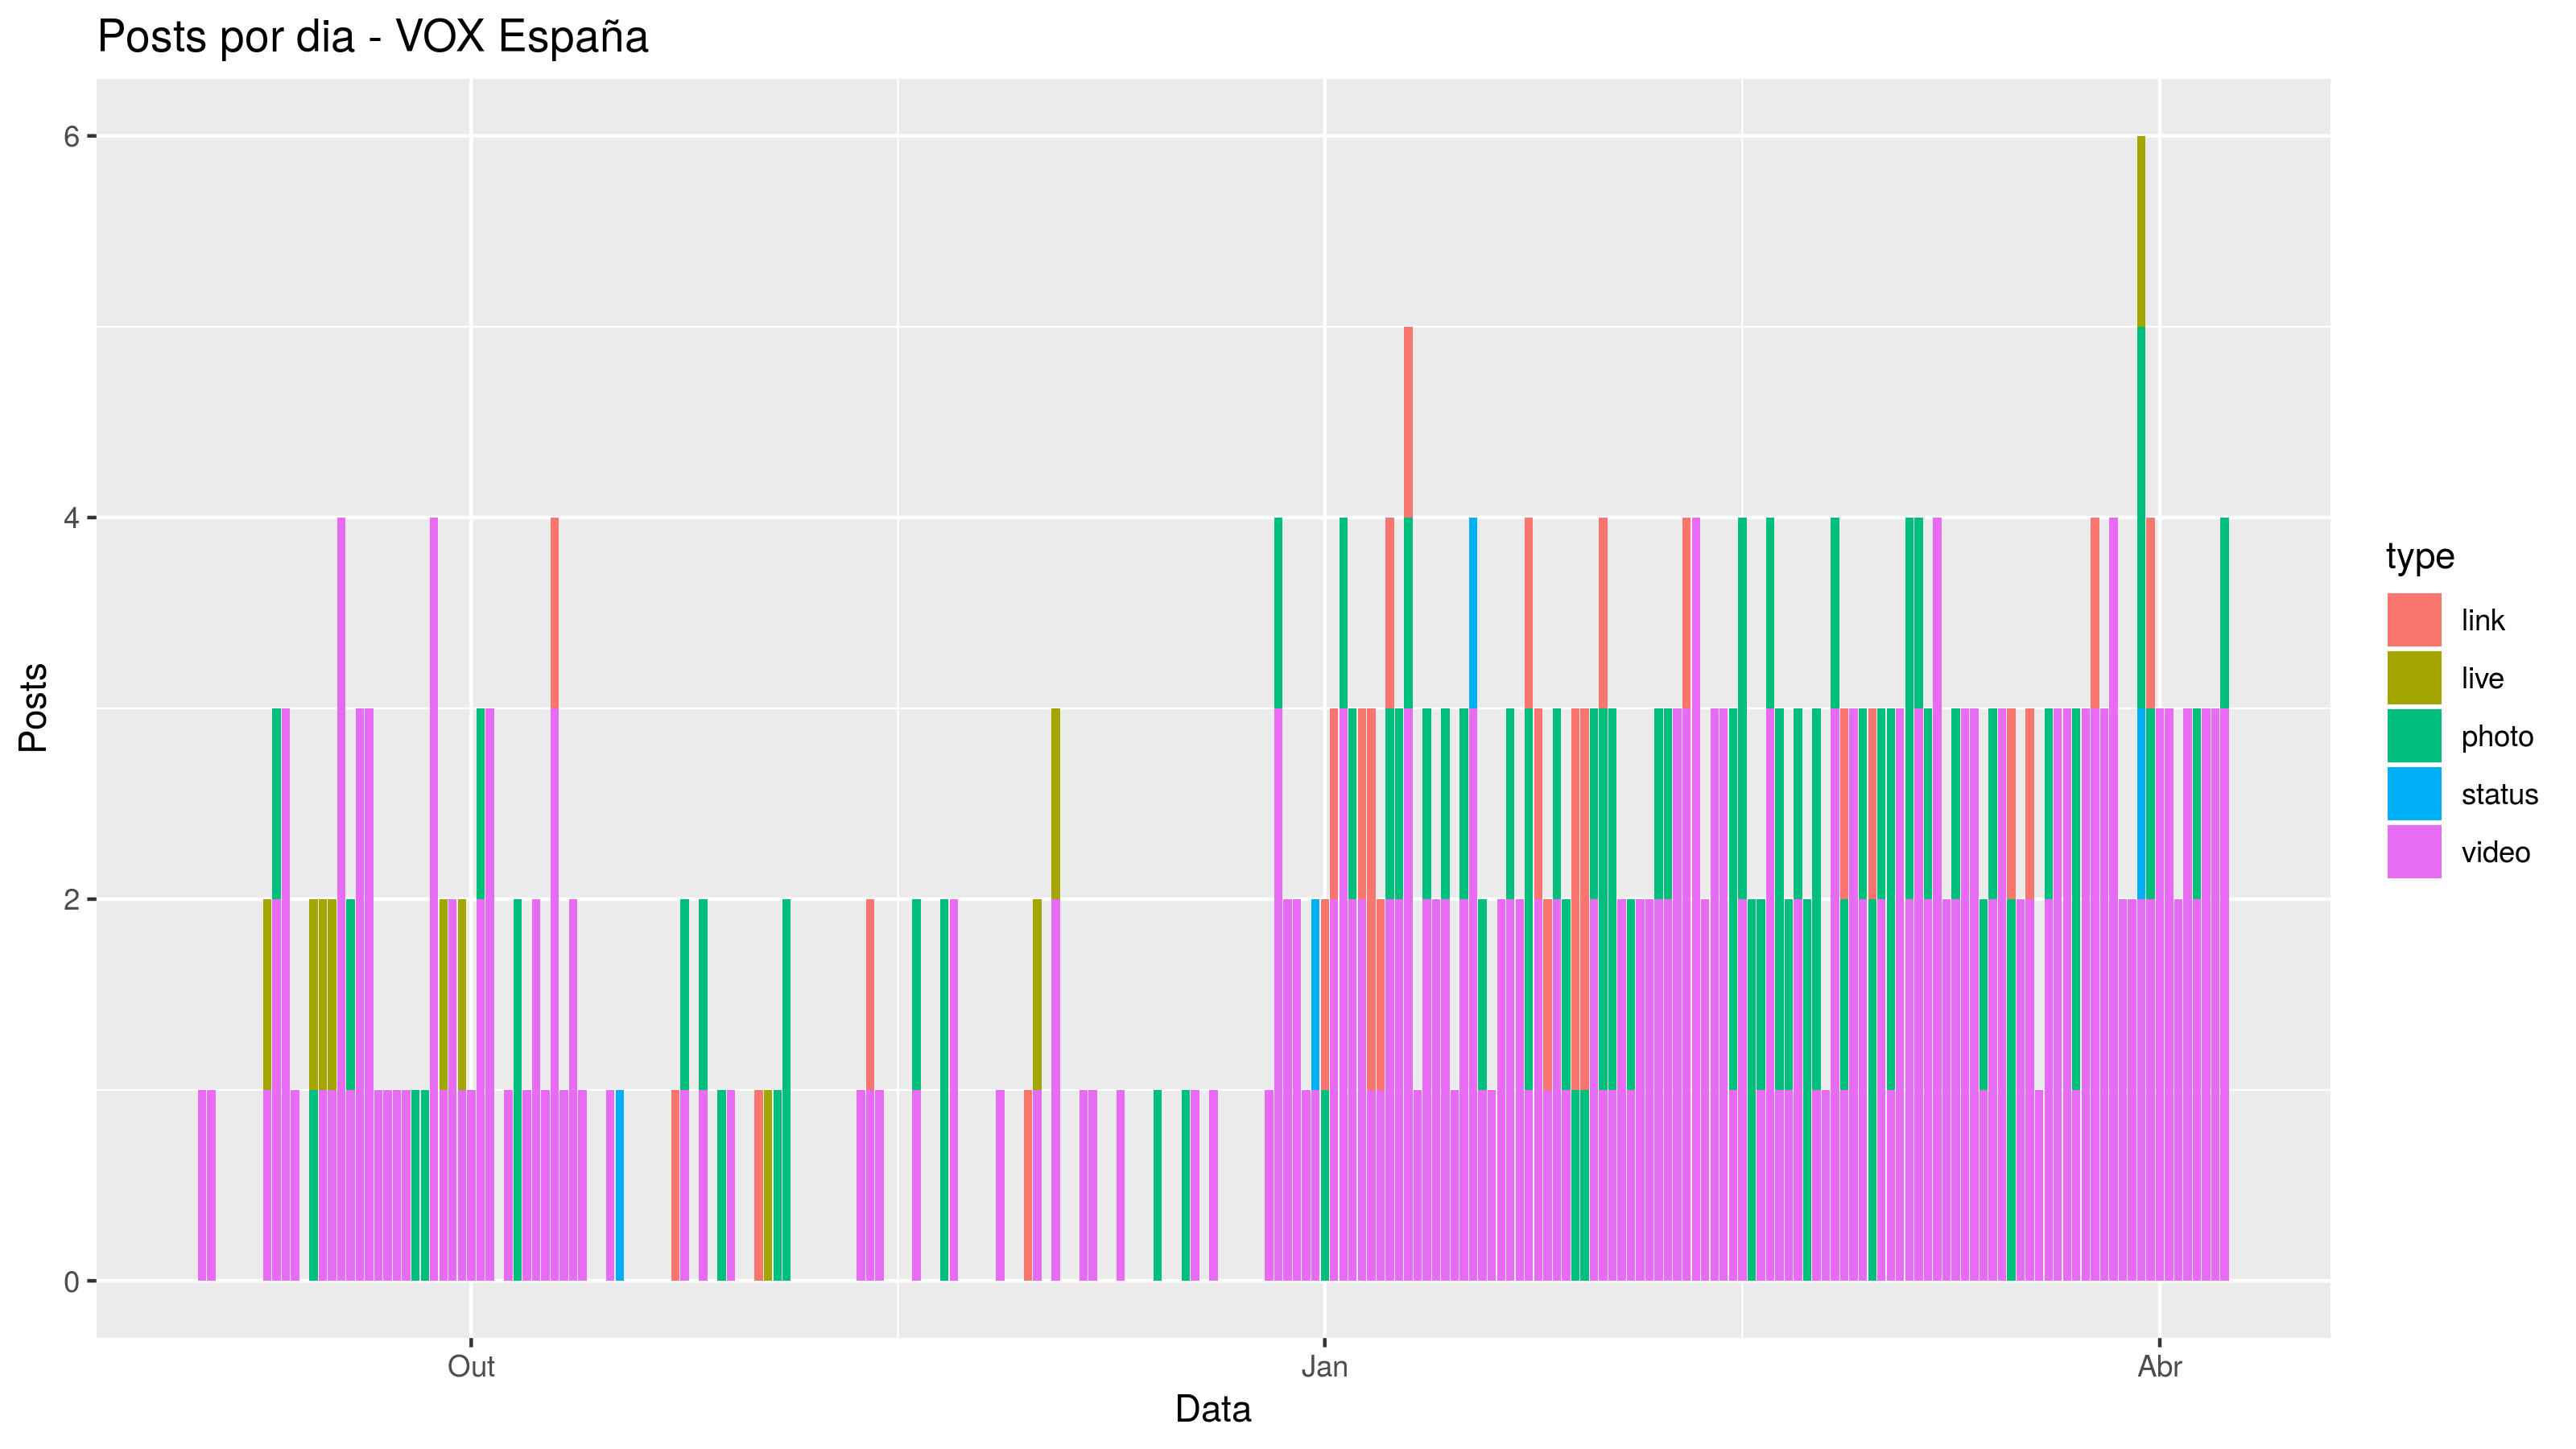 Posts por dia - VOX España
6
4
2
0
Posts
Out
Jan
Abr
Data
type
link
live
photo
status
video